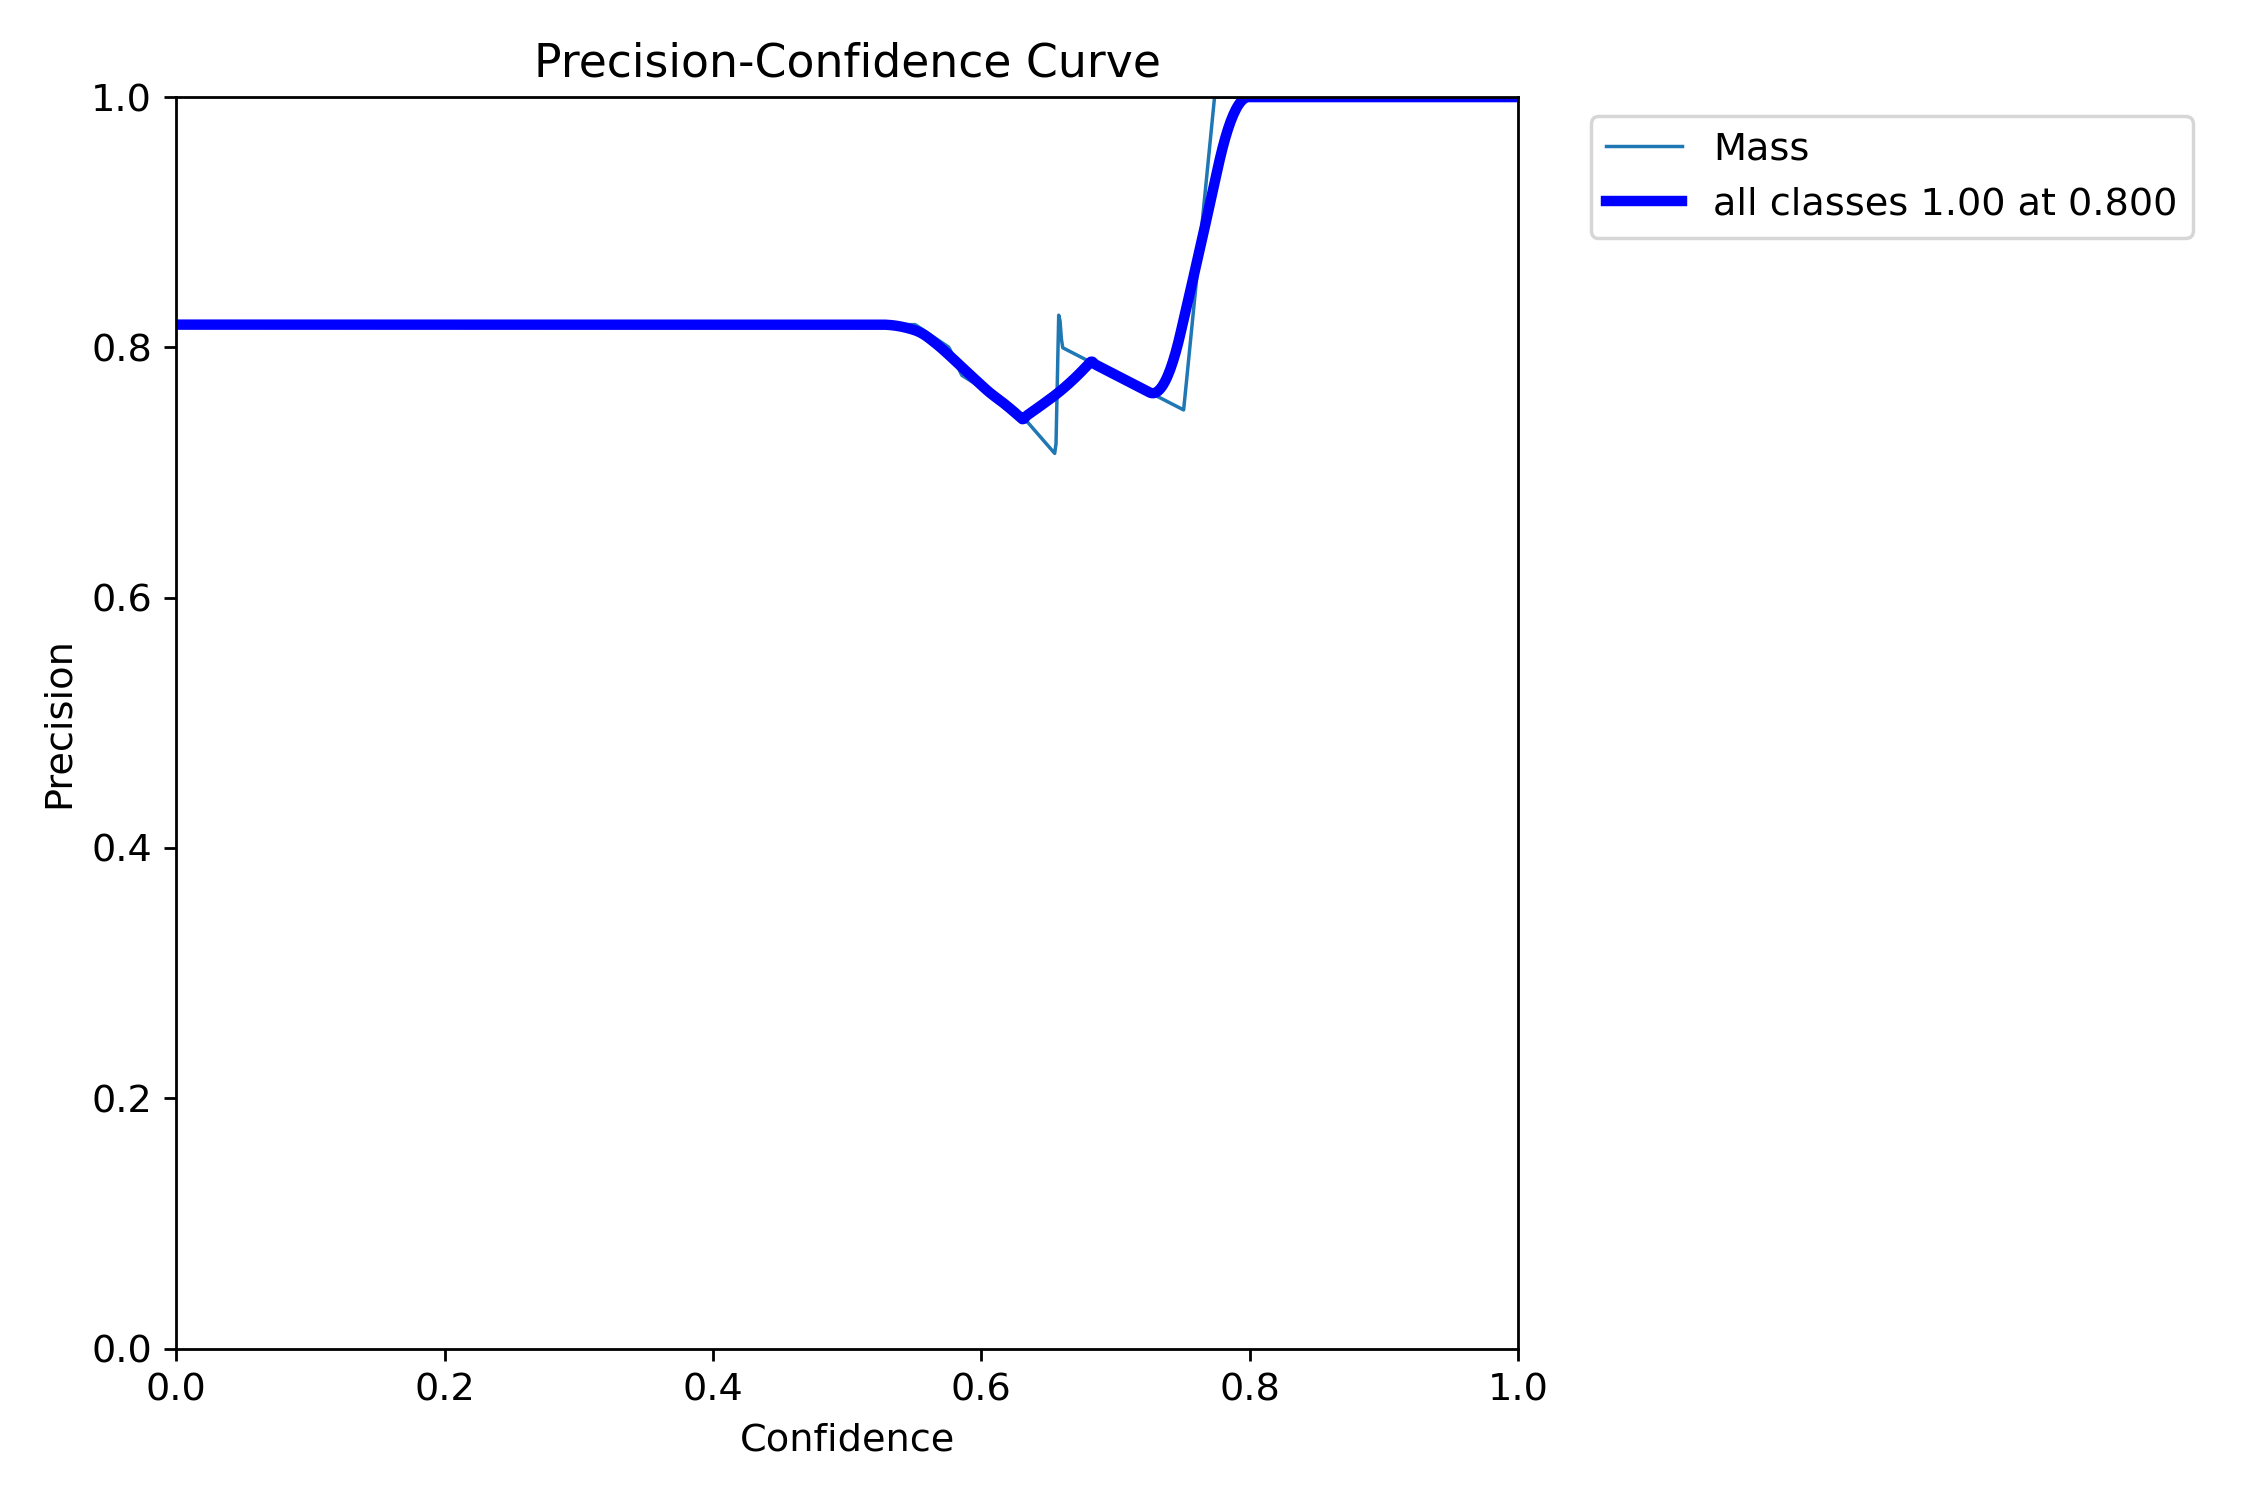 Precision-Confidence Curve
Mass
all classes 1.00 at 0.800
Precision
1.0
0.8
0.6
0.4
0.2
0.0
0.0 0.2 0.4 0.6 0.8 1.0
Confidence